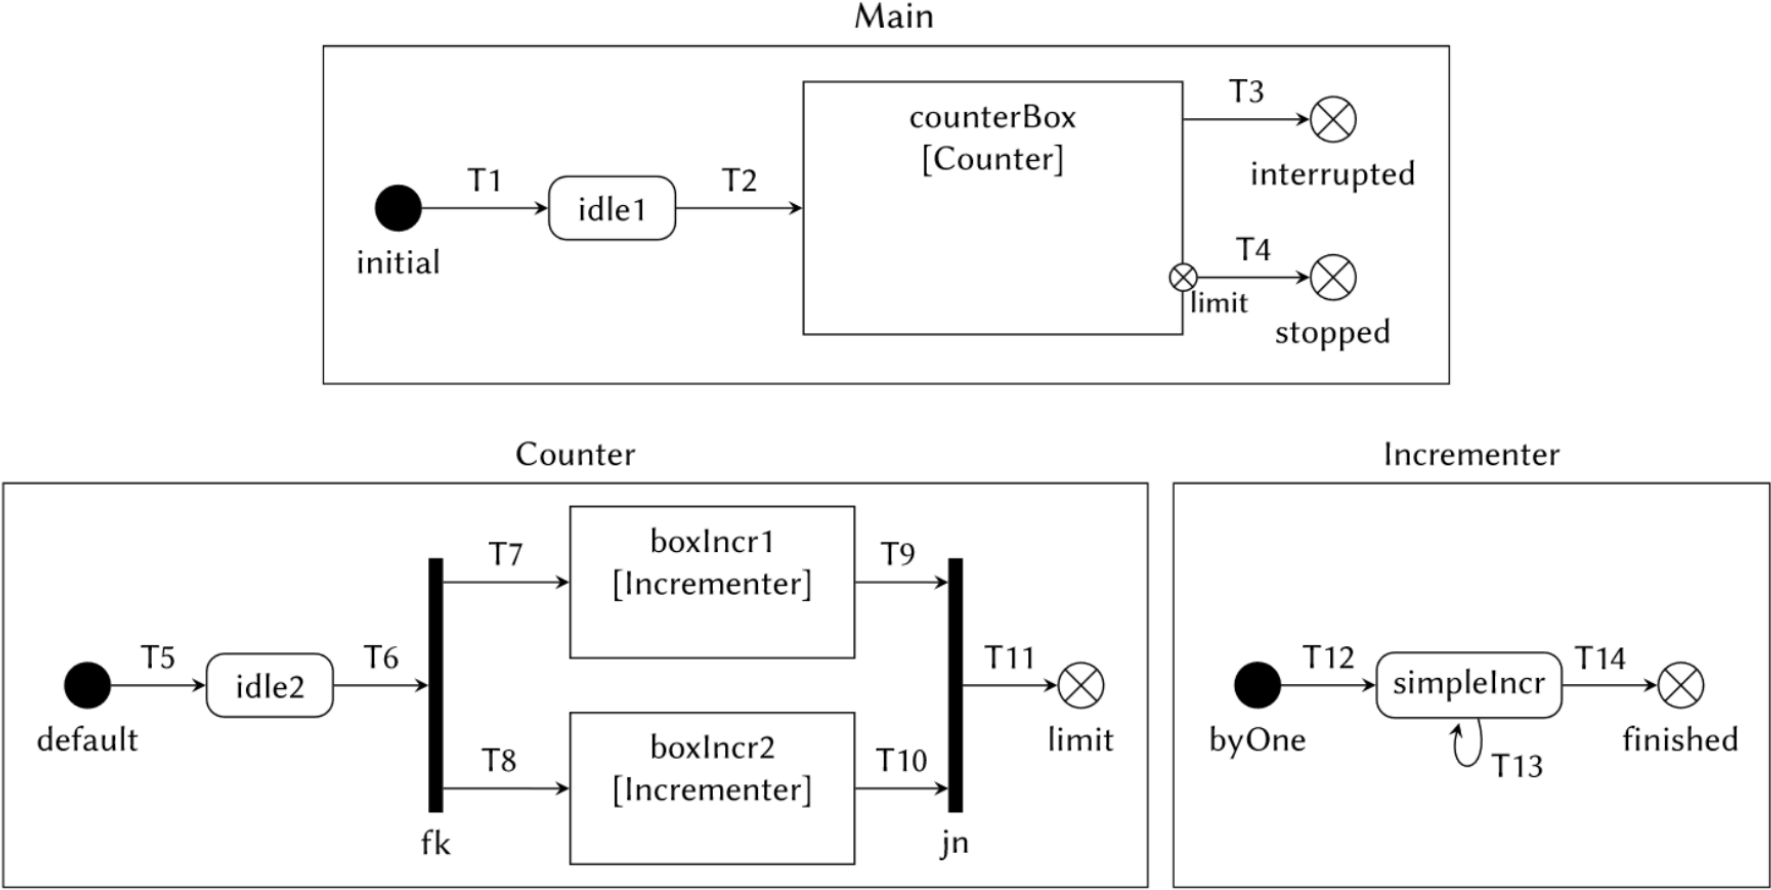 Main
T1
T2
T3
T4
initial
idle1
counterBox
[Counter]
interrupted
limit
stopped
Counter
T5
T6
T7
T8
T9
T10
T11
default
idle2
fk
boxIncr1
[Incrementer]
boxIncr2
[Incrementer]
jn
limit
Incrementer
T12
T14
T13
byOne
simpleIncr
finished